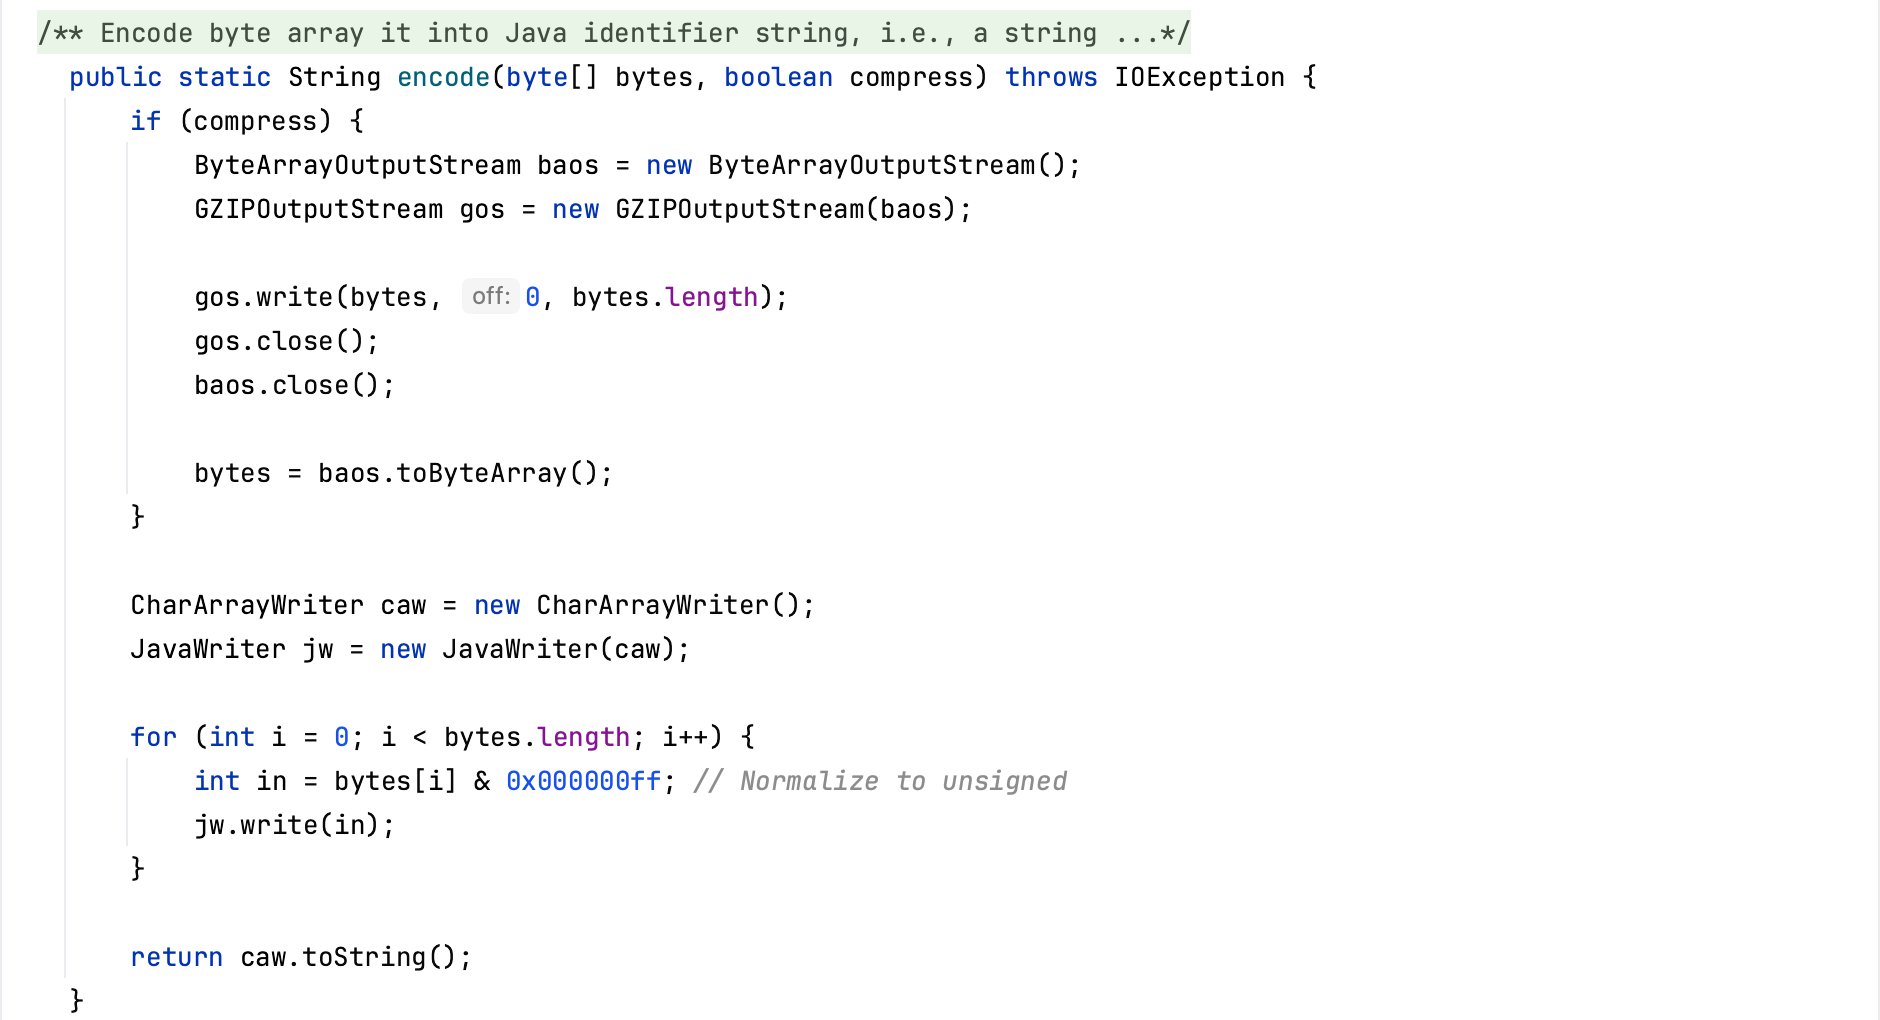 /** Encode byte array it into Java identifier string, i.e., a string ...*/
public static String encode(byte[] bytes, boolean compress) throws IOException {
if (compress) {
ByteArrayOutputStream baos = new ByteArrayOutputStream();
GZIPOutputStream gos = new GZIPOutputStream(baos);
gos.write(bytes, off: 0, bytes.length);
gos.close();
baos.close();
bytes = baos.toByteArray();
}
CharArrayWriter caw = new CharArrayWriter();
JavaWriter jw = new JavaWriter(caw);
for (int i = 0; i < bytes.length; i++) {
int in = bytes[i] & 0x000000ff; // Normalize to unsigned
jw.write(in);
}
return caw.toString();
}